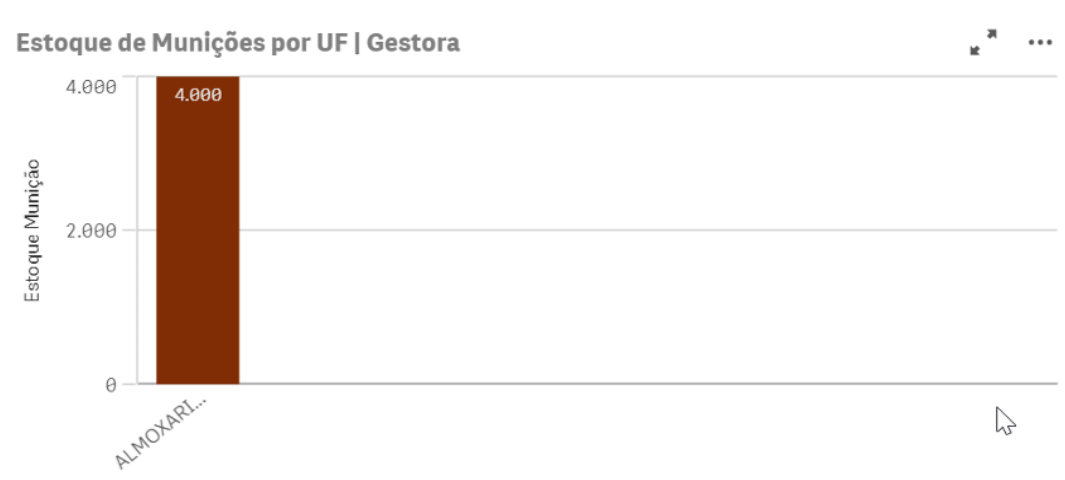 Estoque de Munições por UF | Gestora
4.000
4.000
Estoque Munição
2.000
0
ALMOXARI...